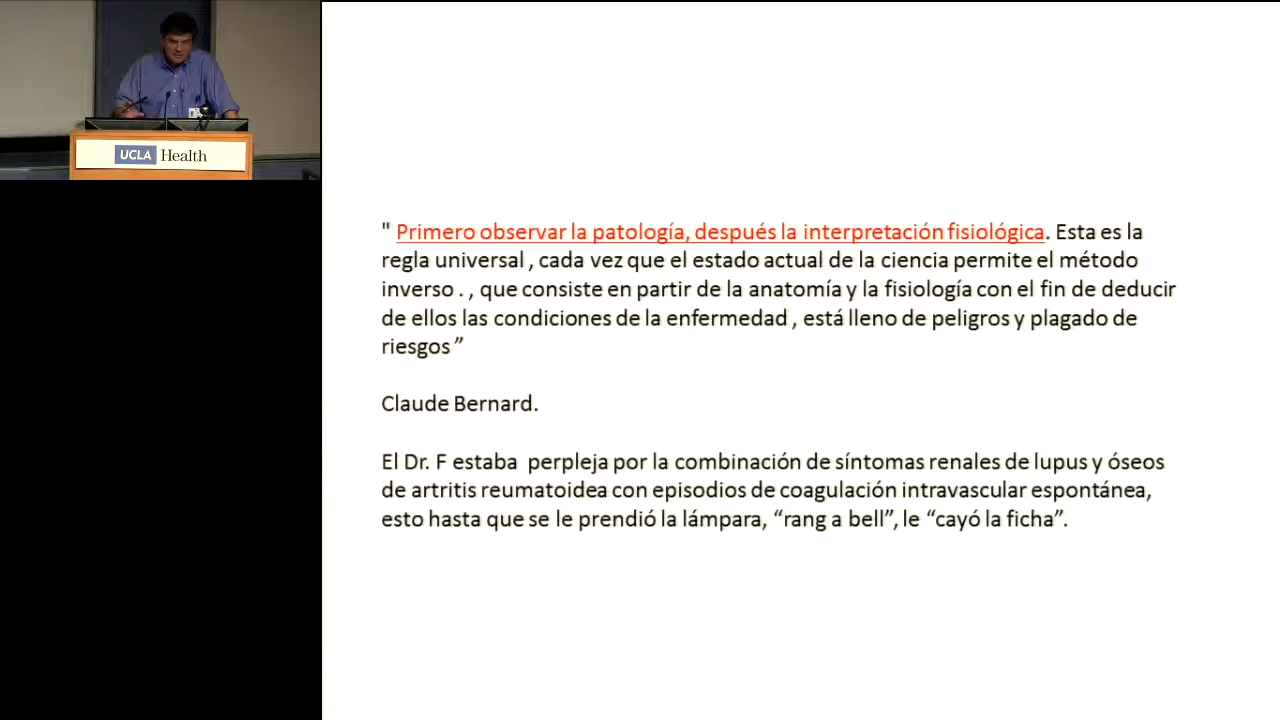 UCLA Health
" Primero observar la patología, después la interpretación fisiológica. Esta es la
regla universal , cada vez que el estado actual de la ciencia permite el método
inverso . , que consiste en partir de la anatomía y la fisiología con el fin de deducir
de ellos las condiciones de la enfermedad , está lleno de peligros y plagado de
riesgos ”
Claude Bernard.
El Dr. F estaba  perpleja por la combinación de síntomas renales de lupus y óseos
de artritis reumatoidea con episodios de coagulación intravascular espontánea,
esto hasta que se le prendió la lámpara, “rang a bell”, le “cayó la ficha”.